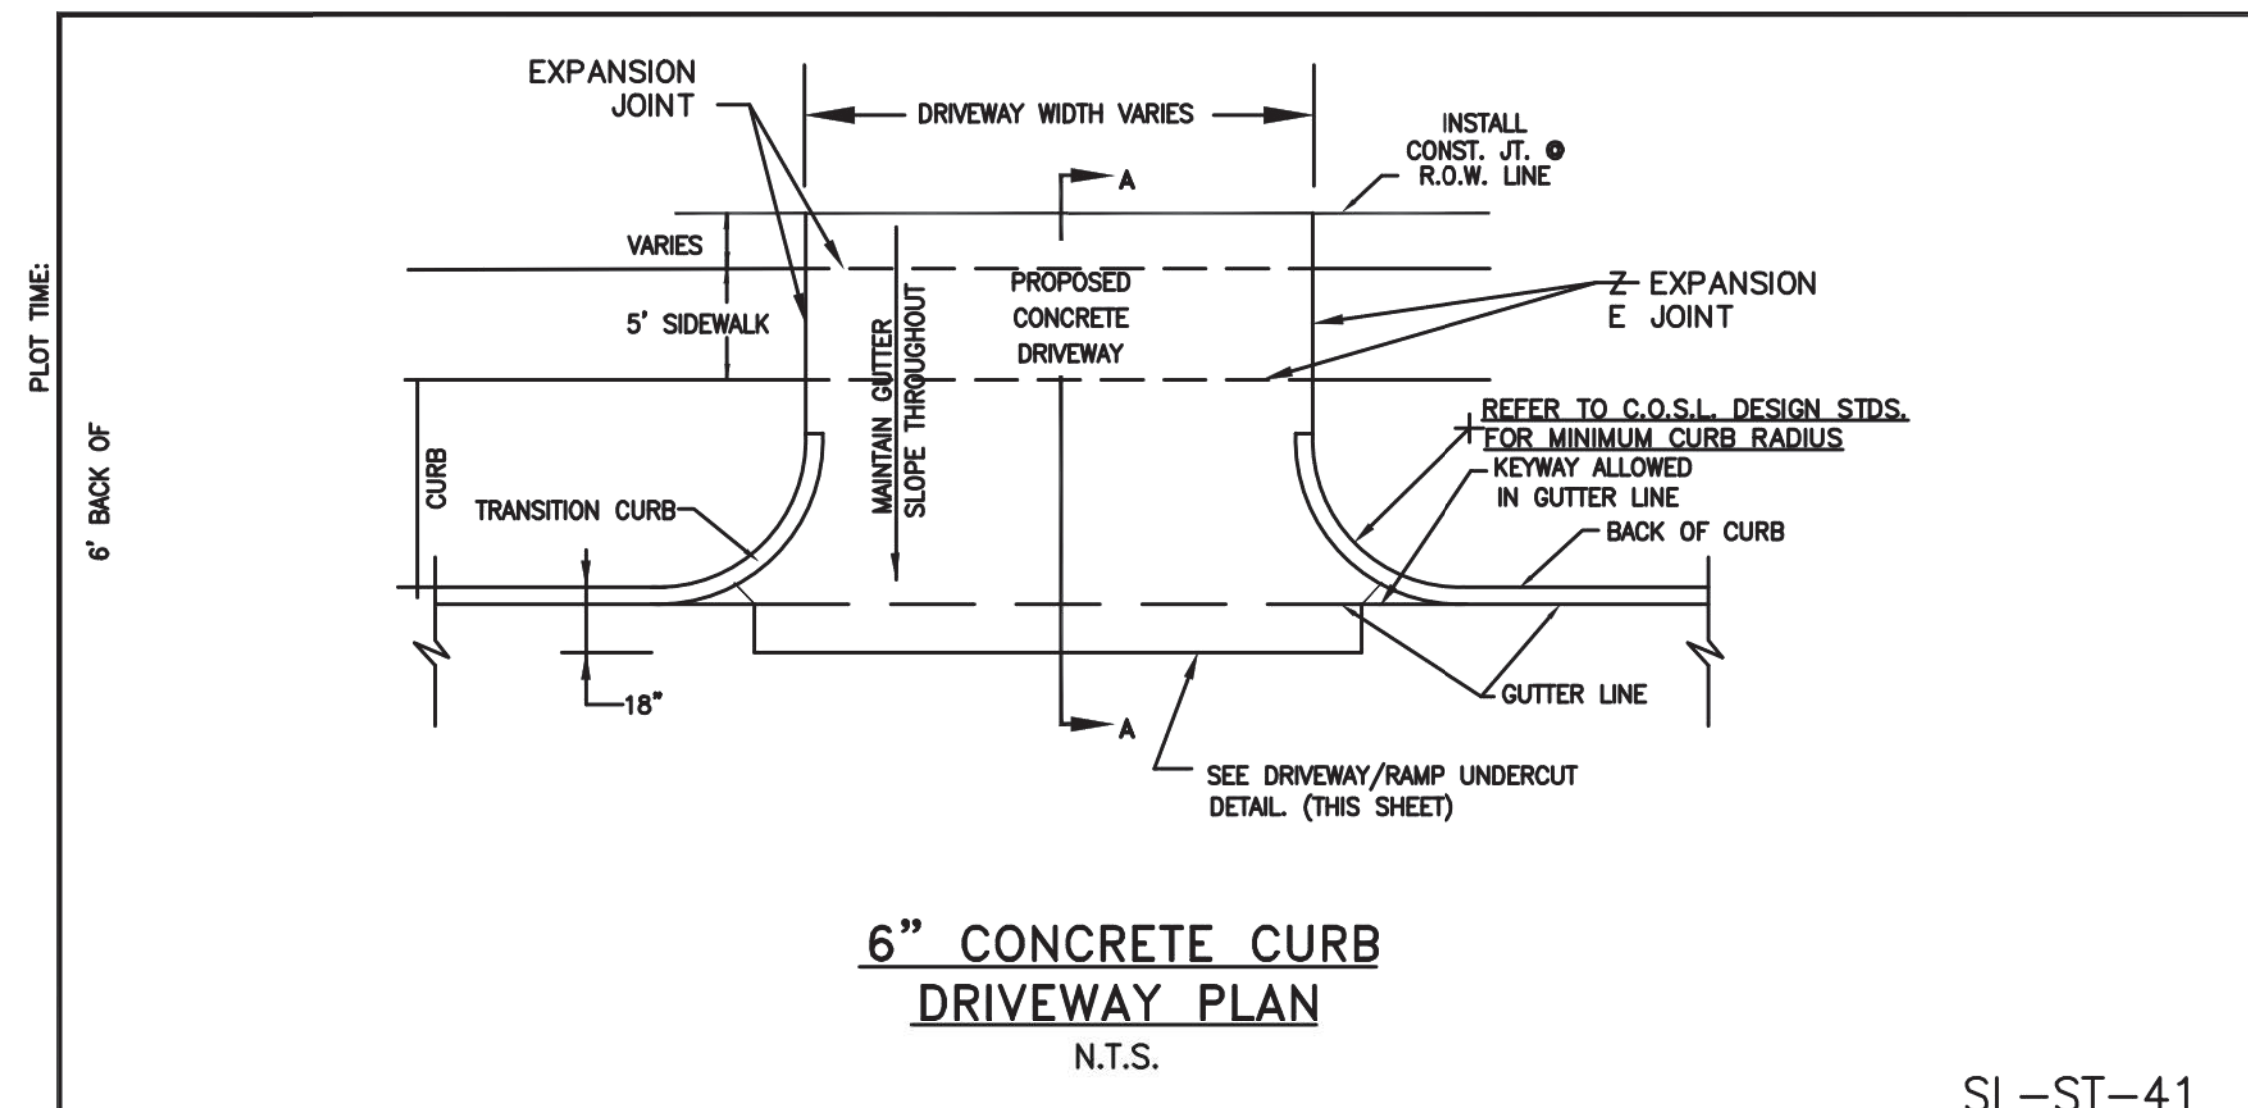 EXPANSION
JOINT
DRIVEWAY WIDTH VARIES
INSTALL
CONST. JT. @
R.O.W. LINE
A
VARIES
5' SIDEWALK
PROPOSED
CONCRETE
DRIVEWAY
MAINTAIN GUTTER
SLOPE THROUGHOUT
Z EXPANSION
E JOINT
PLOT TIME:
6' BACK OF
CURB
TRANSITION CURB
REFER TO C.O.S.L. DESIGN STDS.
FOR MINIMUM CURB RADIUS
KEYWAY ALLOWED
IN GUTTER LINE
BACK OF CURB
18"
GUTTER LINE
A
SEE DRIVEWAY/RAMP UNDERCUT
DETAIL. (THIS SHEET)
6" CONCRETE CURB
DRIVEWAY PLAN
N.T.S.
SL-ST-41